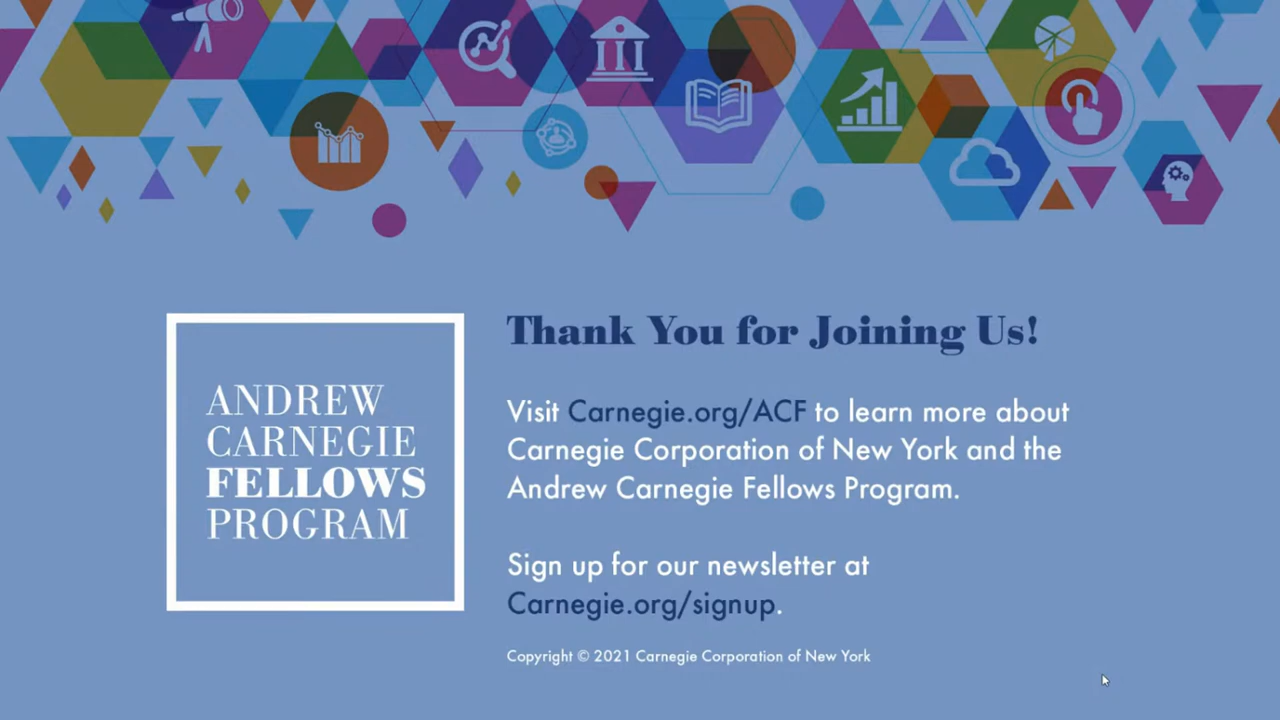 ANDREW
CARNEGIE
FELLOWS
PROGRAM
Thank You for Joining Us!
Visit Carnegie.org/ACF to learn more about
Carnegie Corporation of New York and the
Andrew Carnegie Fellows Program.
Sign up for our newsletter at
Carnegie.org/signup.
Copyright © 2021 Carnegie Corporation of New York